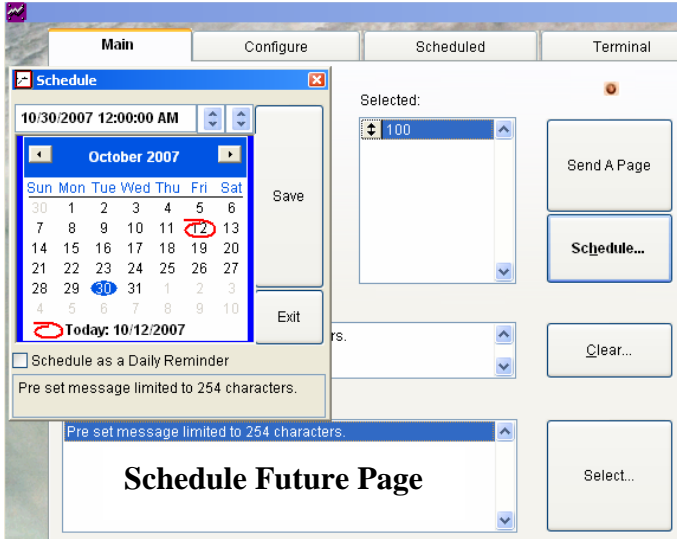 Main Configure Scheduled Terminal
Schedule
10/30/2007 12:00:00 AM
October 2007
Sun Mon Tue Wed Thu Fri Sat
30 1 2 3 4 5 6
7 8 9 10 11 12 13
14 15 16 17 18 19 20
21 22 23 24 25 26 27
28 29 30 31 1 2 3
4 5 6 7 8 9 10
Today: 10/12/2007
Save
Exit
Schedule as a Daily Reminder
Pre set message limited to 254 characters.
Selected:
100
Send A Page
Schedule...
rs.
Clear...
Pre set message limited to 254 characters.
Schedule Future Page
Select...